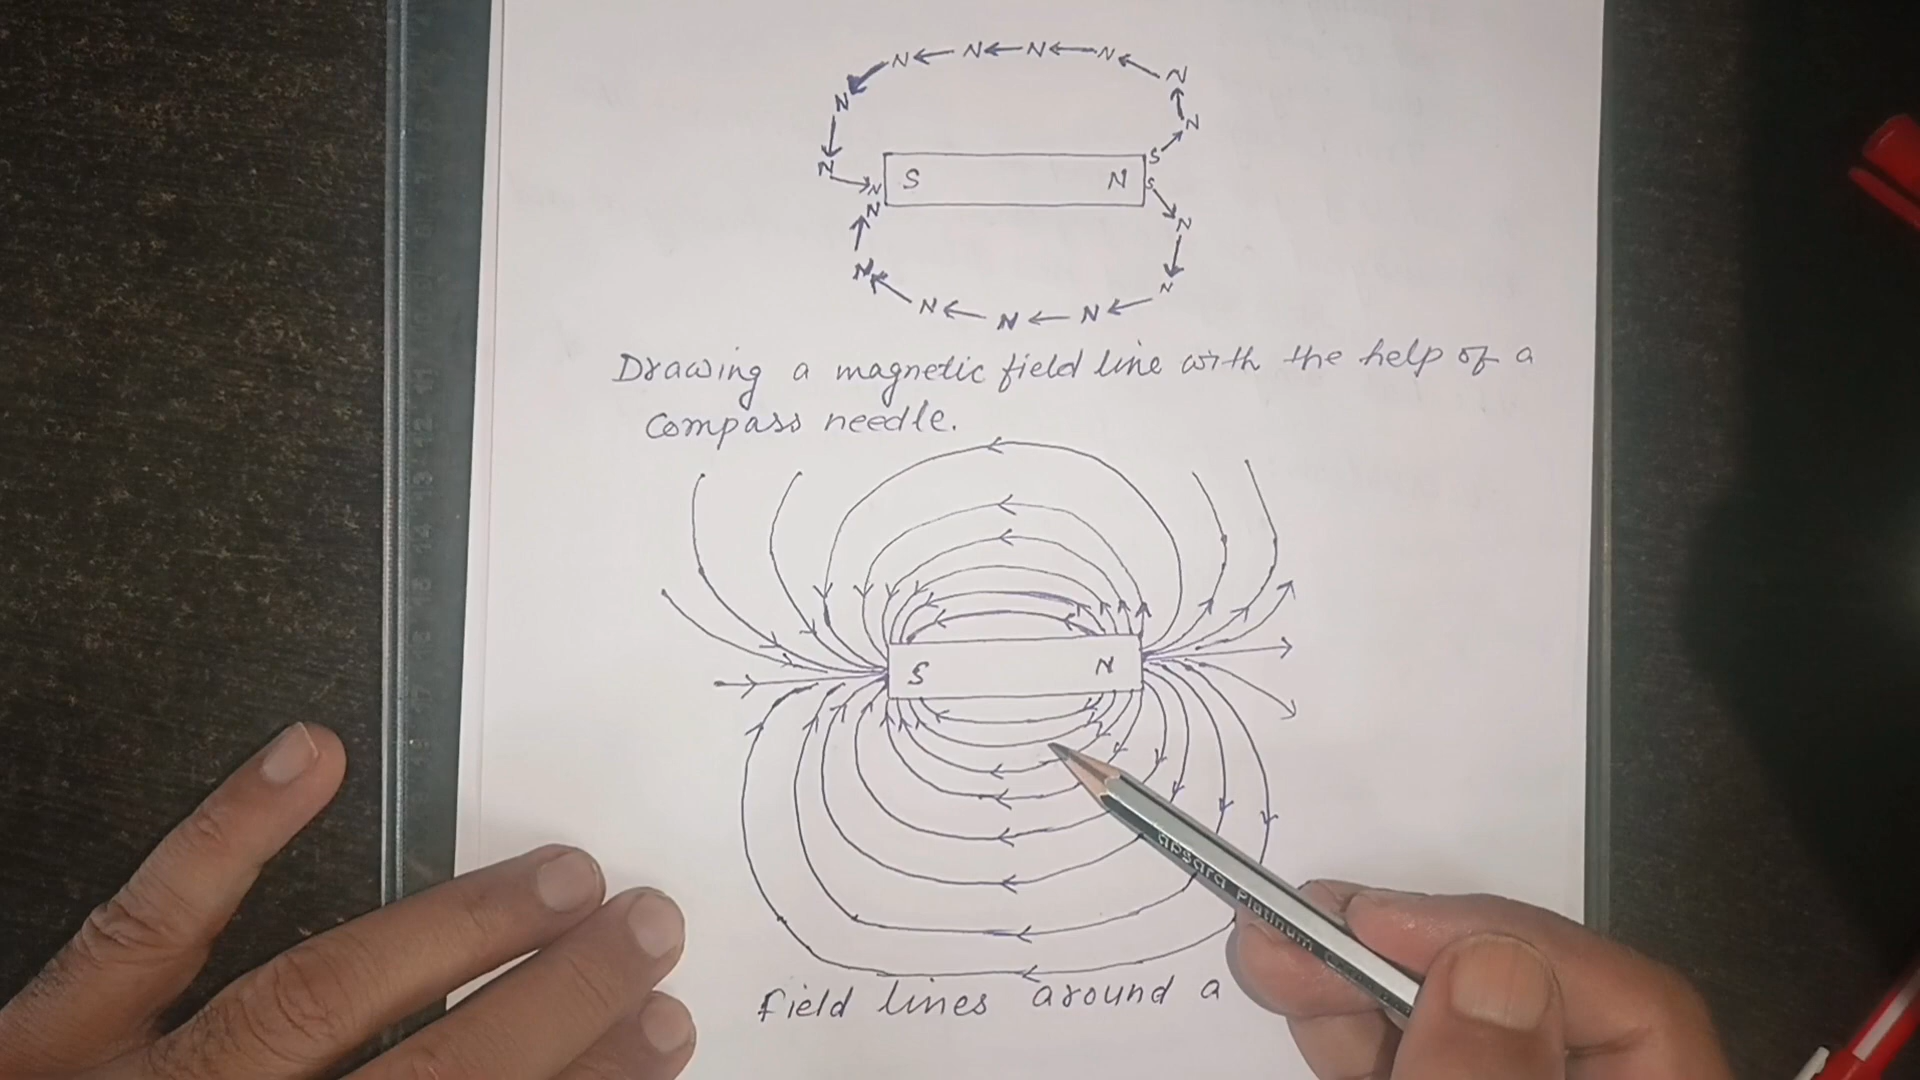 N ← N ← N ← N ← N
N
N
N
S
N
S N
S
N
N
N
N
N ← N ← N ← N
Drawing a magnetic field line with the help of a
Compass needle.
S N
apsara Platinum
field lines around a